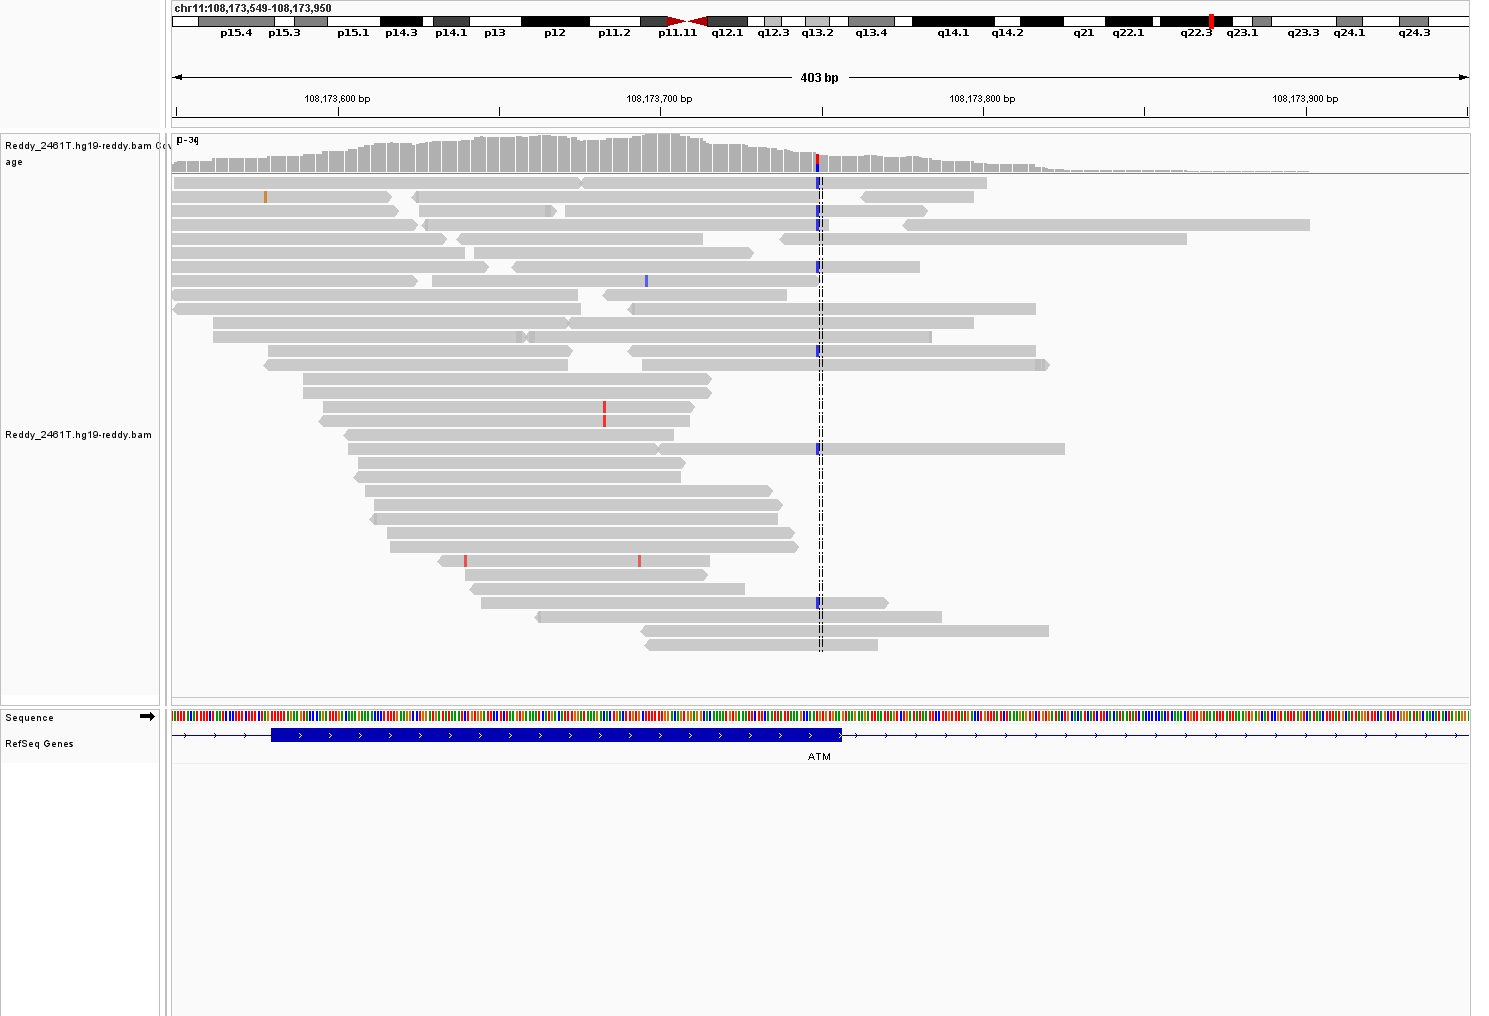 chr11:108,173,549-108,173,950
p15.4 p15.3 p15.1 p14.3 p14.1 p13 p12 p11.2 p11.11 q12.1 q12.3 q13.2 q13.4 q14.1 q14.2 q21 q22.1 q22.3 q23.1 q23.3 q24.1 q24.3
403 bp
108,173,600 bp 108,173,700 bp 108,173,800 bp 108,173,900 bp
[0-34]
Reddy_2461T.hg19-reddy.bam Cov
age
Reddy_2461T.hg19-reddy.bam
Sequence
RefSeq Genes
ATM